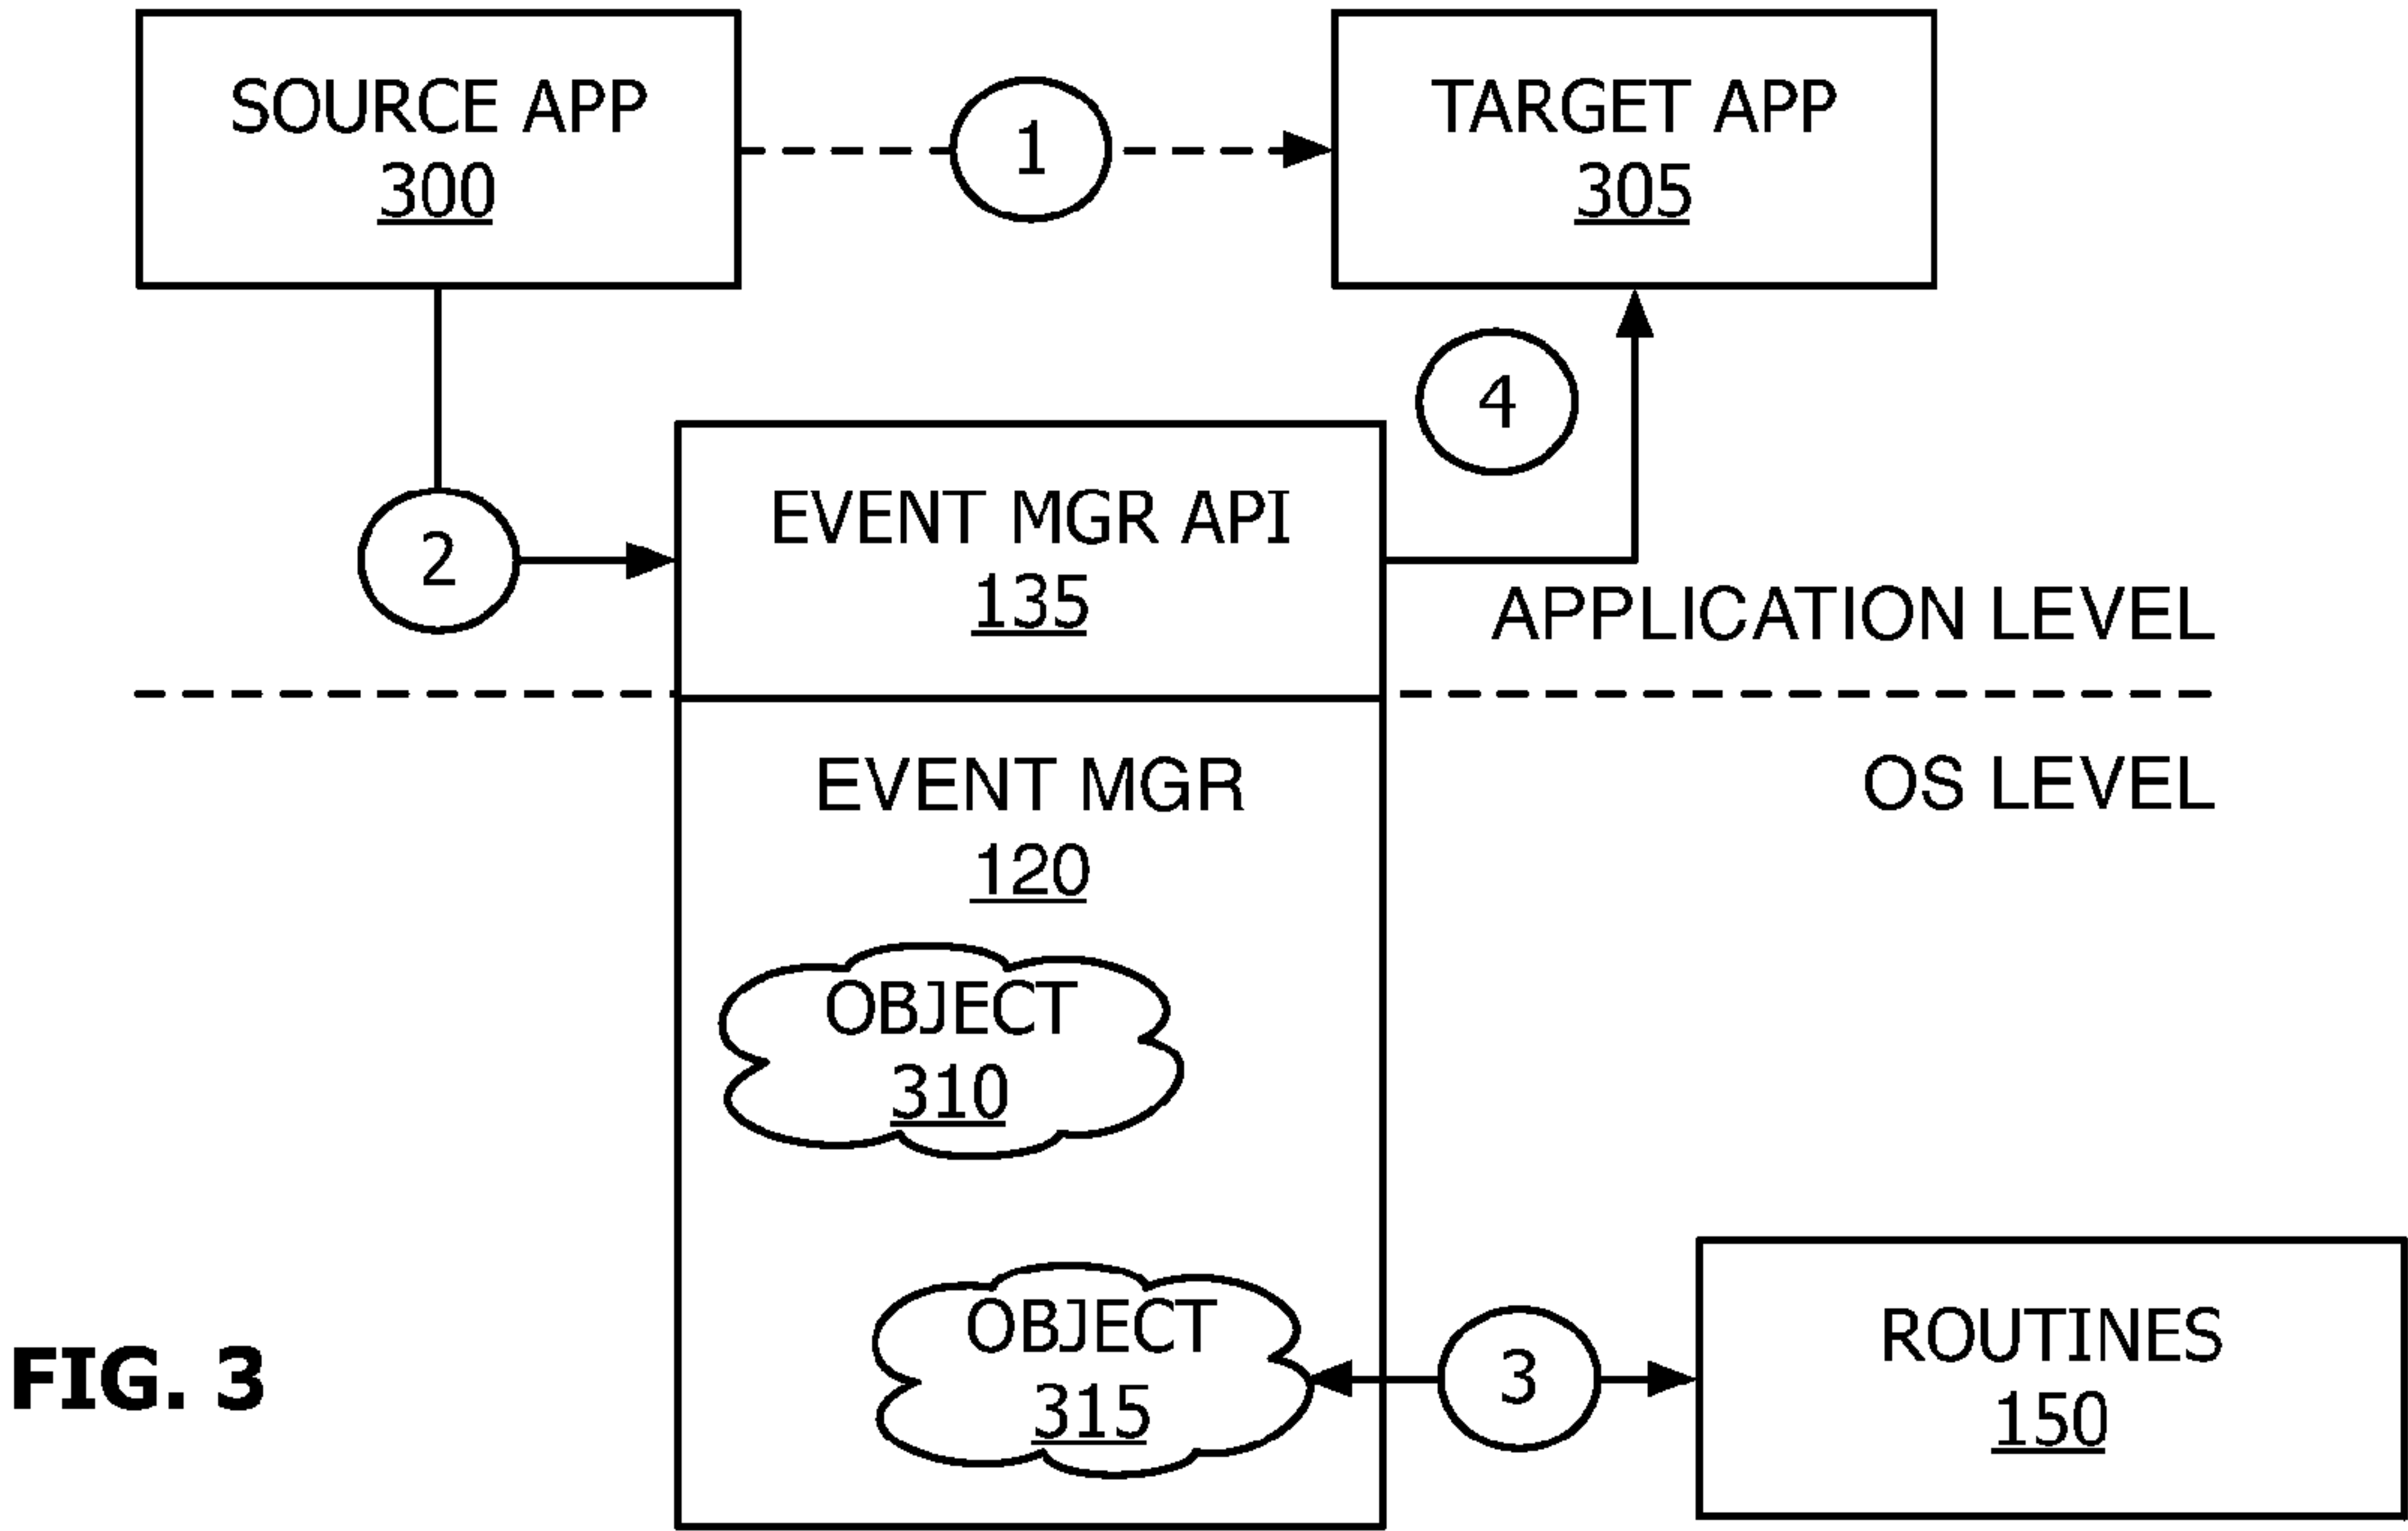 SOURCE APP
300
1
TARGET APP
305
4
2
EVENT MGR API
135
APPLICATION LEVEL
EVENT MGR
120
OS LEVEL
OBJECT
310
OBJECT
315
3
ROUTINES
150
FIG. 3